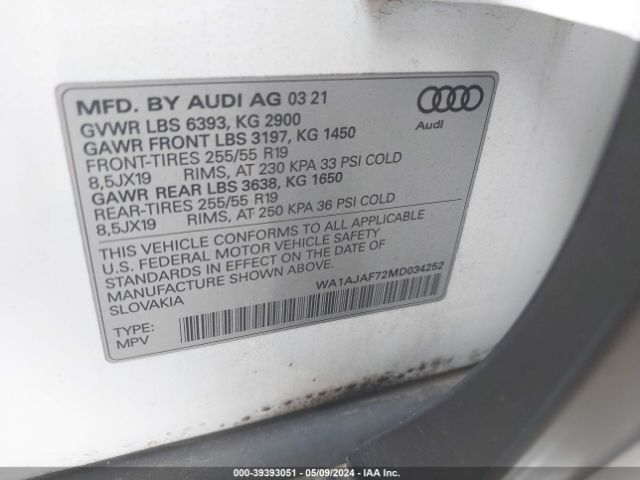 MFD. BY AUDI AG 03 21
Audi
GVWR LBS 6393, KG 2900
GAWR FRONT LBS 3197, KG 1450
FRONT-TIRES 255/55 R19
8,5JX19 RIMS, AT 230 KPA 33 PSI COLD
GAWR REAR LBS 3638, KG 1650
REAR-TIRES 255/55 R19
8,5JX19 RIMS, AT 250 KPA 36 PSI COLD
THIS VEHICLE CONFORMS TO ALL APPLICABLE
U.S. FEDERAL MOTOR VEHICLE SAFETY
STANDARDS IN EFFECT ON THE DATE OF
MANUFACTURE SHOWN ABOVE.
SLOVAKIA
WA1AJAF72MD034252
TYPE:
MPV
000-39393051 - 05/09/2024 - IAA Inc.